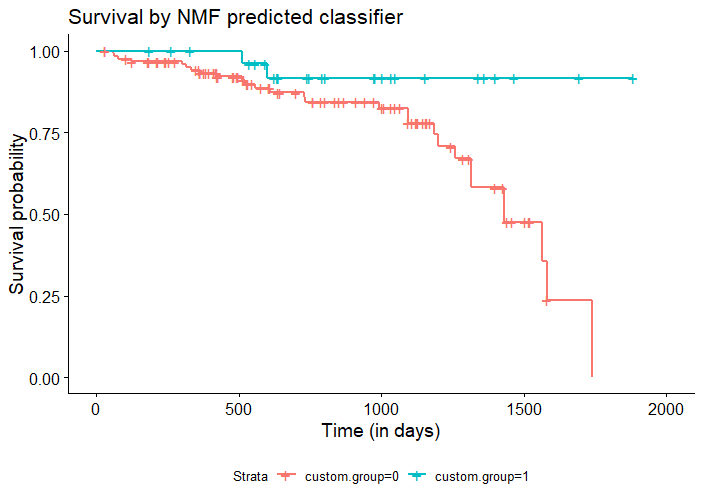 Survival by NMF predicted classifier
Survival probability
1.00
0.75
0.50
0.25
0.00
0 500 1000 1500 2000
Time (in days)
Strata custom.group=0 custom.group=1